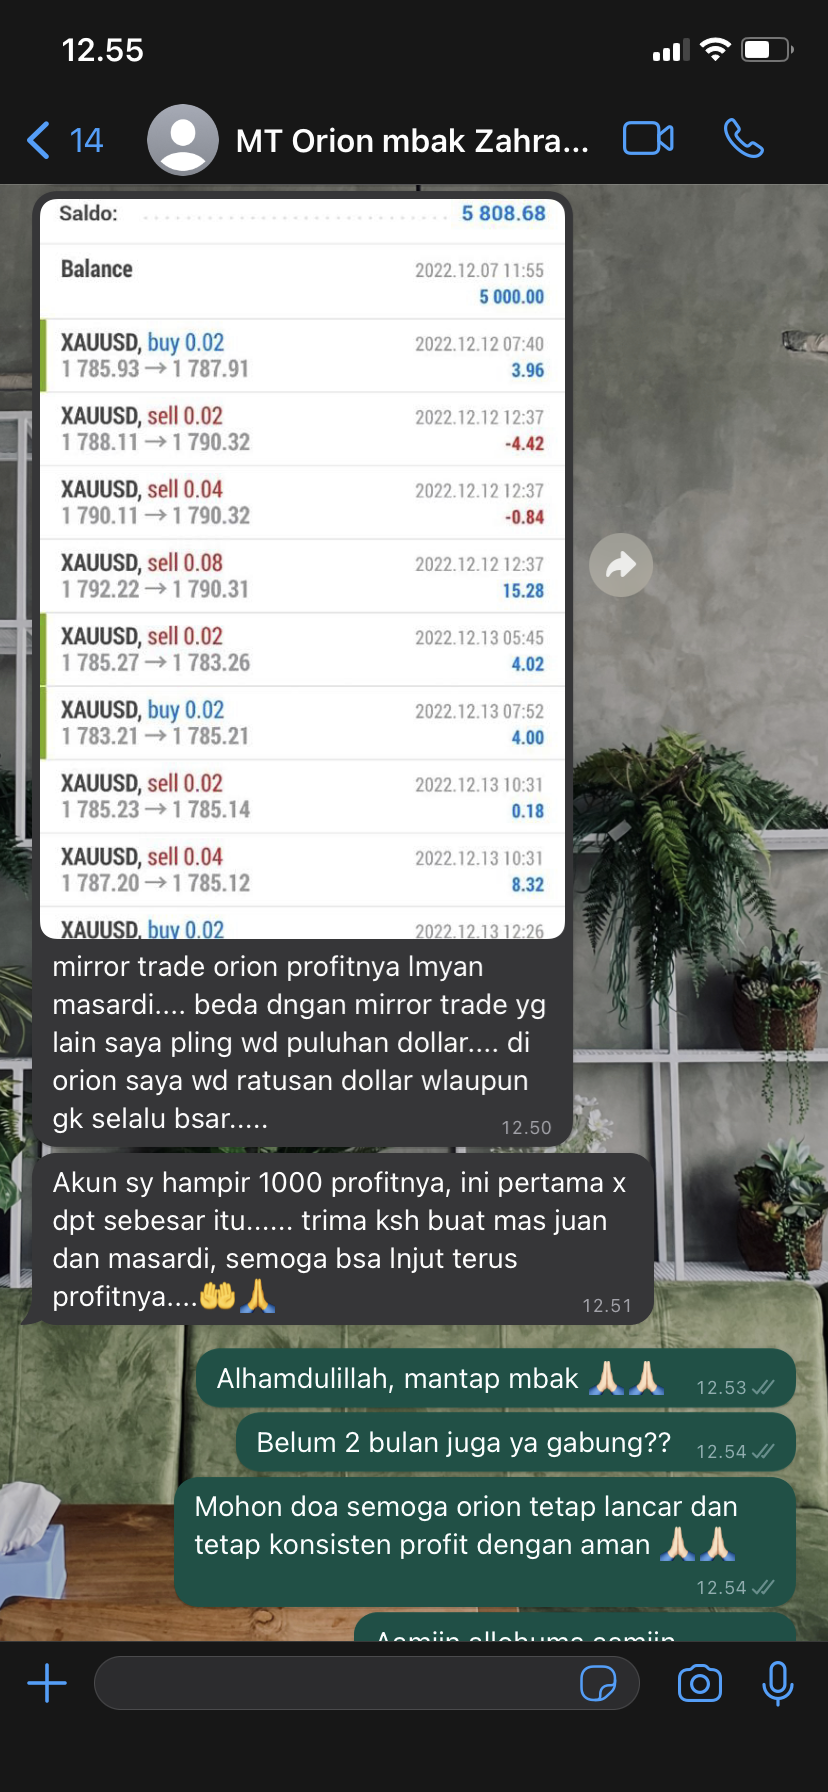 12.55
14
MT Orion mbak Zahra...
Saldo: 5 808.68
Balance 2022.12.07 11:55
5 000.00
XAUUSD, buy 0.02 2022.12.12 07:40
1 785.93 → 1 787.91 3.96
XAUUSD, sell 0.02 2022.12.12 12:37
1 788.11 → 1 790.32 -4.42
XAUUSD, sell 0.04 2022.12.12 12:37
1 790.11 → 1 790.32 -0.84
XAUUSD, sell 0.08 2022.12.12 12:37
1 792.22 → 1 790.31 15.28
XAUUSD, sell 0.02 2022.12.13 05:45
1 785.27 → 1 783.26 4.02
XAUUSD, buy 0.02 2022.12.13 07:52
1 783.21 → 1 785.21 4.00
XAUUSD, sell 0.02 2022.12.13 10:31
1 785.23 → 1 785.14 0.18
XAUUSD, sell 0.04 2022.12.13 10:31
1 787.20 → 1 785.12 8.32
XAUUSD, buy 0.02 2022.12.13 12:26
mirror trade orion profitnya lmyan
masardi.... beda dngan mirror trade yg
lain saya pling wd puluhan dollar.... di
orion saya wd ratusan dollar wlaupun
gk selalu bsar.....
12.50
Akun sy hampir 1000 profitnya, ini pertama x
dpt sebesar itu...... trima ksh buat mas juan
dan masardi, semoga bsa lnjut terus
profitnya....🤲🙏
12.51
Alhamdulillah, mantap mbak 🙏🏻🙏🏻 12.53
Belum 2 bulan juga ya gabung?? 12.54
Mohon doa semoga orion tetap lancar dan
tetap konsisten profit dengan aman 🙏🏻🙏🏻
12.54
Aamiin allohuma aamiin